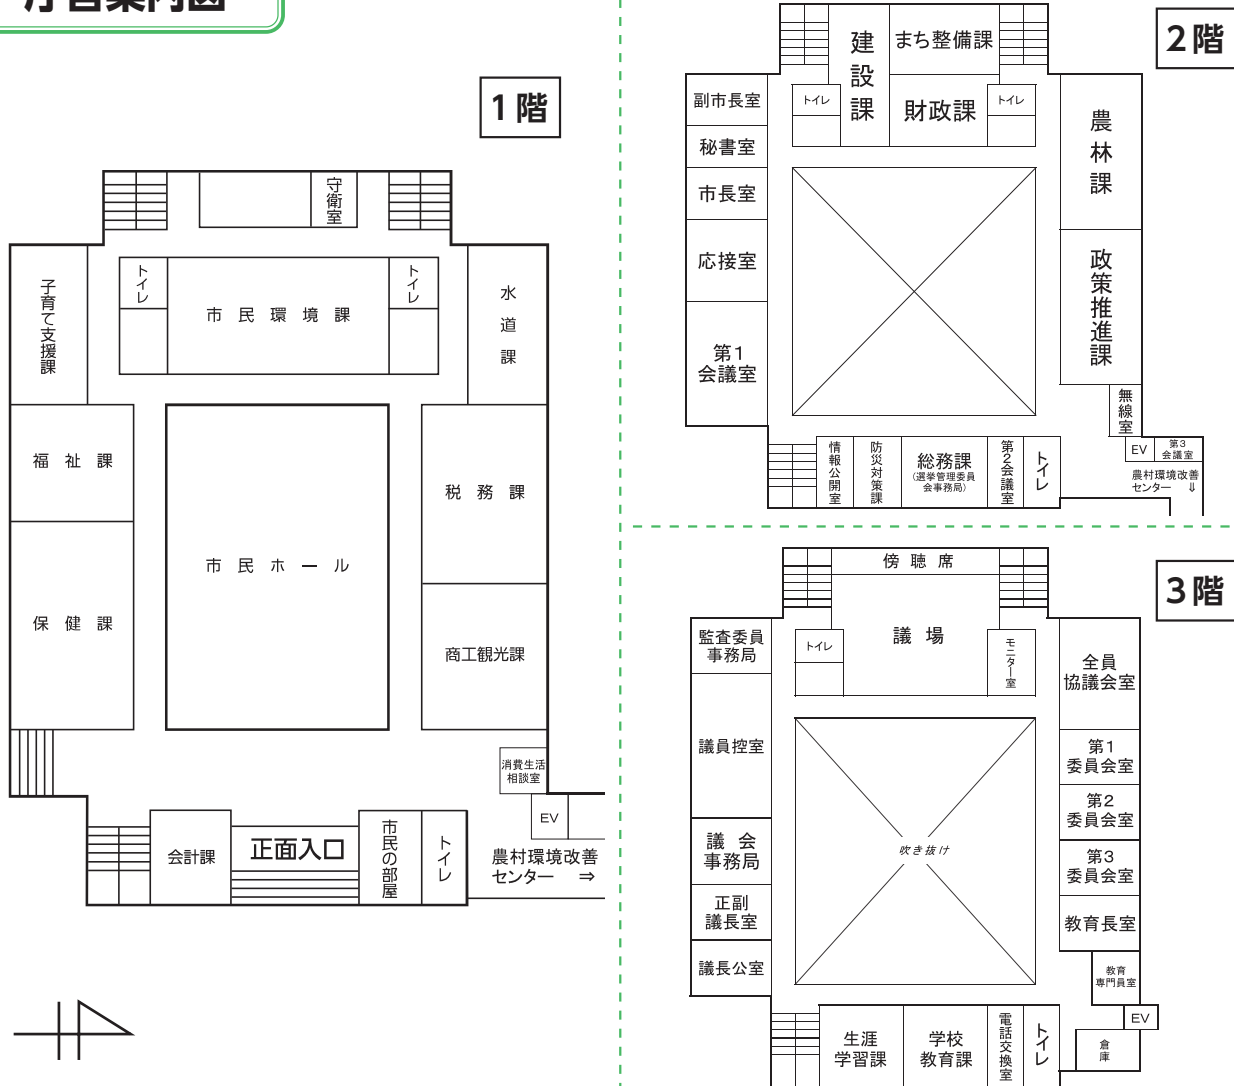 庁舎案内図
1階
守衛室
子育て支援課
トイレ
市民環境課
トイレ
水道課
福祉課
税務課
市民ホール
保健課
商工観光課
消費生活
相談室
EV
会計課
正面入口
市民の部屋
トイレ
農村環境改善
センター ⇒
2階
建設課
まち整備課
副市長室
トイレ
財政課
トイレ
農林課
秘書室
市長室
応接室
政策推進課
第1
会議室
無線室
情報公開室
防災対策課
総務課
(選挙管理委員
会事務局)
第2会議室
トイレ
EV
第3
会議室
農村環境改善
センター ⇓
3階
傍聴席
議場
監査委員
事務局
トイレ
モニター室
全員
協議会室
議員控室
第1
委員会室
第2
委員会室
議会
事務局
吹き抜け
第3
委員会室
正副
議長室
教育長室
議長公室
教育
専門員室
EV
生涯
学習課
学校
教育課
電話交換室
トイレ
倉庫